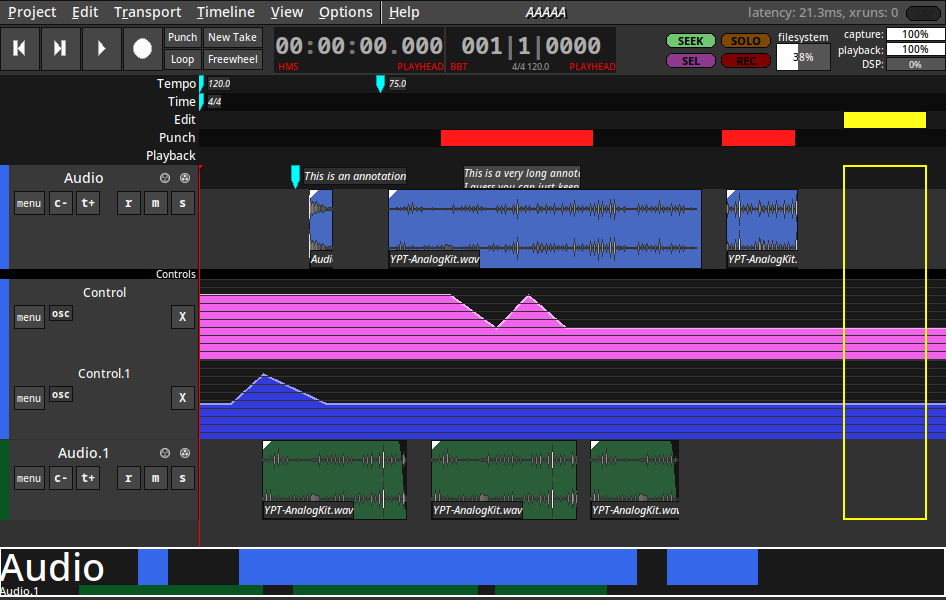 Project Edit Transport Timeline View Options Help AAAAA latency: 21.3ms, xruns: 0
Punch New Take
Loop Freewheel
00:00:00.000
HMS PLAYHEAD
001|1|0000
BBT 4/4 120.0 PLAYHEAD
SEEK SOLO
SEL REC
filesystem
38%
capture: 100%
playback: 100%
DSP: 0%
Tempo 120.0 75.0
Time 4/4
Edit
Punch
Playback
Audio
This is an annotation
This is a very long annota
I guess you can just keep
menu c- t+ r m s
Audi
YPT-AnalogKit.wav
YPT-AnalogKit.
Controls
Control
menu osc X
Control.1
menu osc X
Audio.1
menu c- t+ r m s
YPT-AnalogKit.wav
YPT-AnalogKit.wav
YPT-AnalogKit.wav
Audio
Audio.1